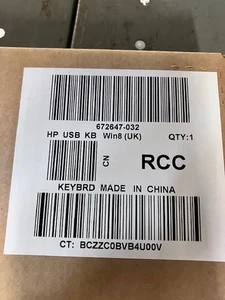 672647-032
HP USB KB Win8 (UK) QTY:1
CN
RCC
KEYBRD MADE IN CHINA
CT: BCZZC0BVB4U00V